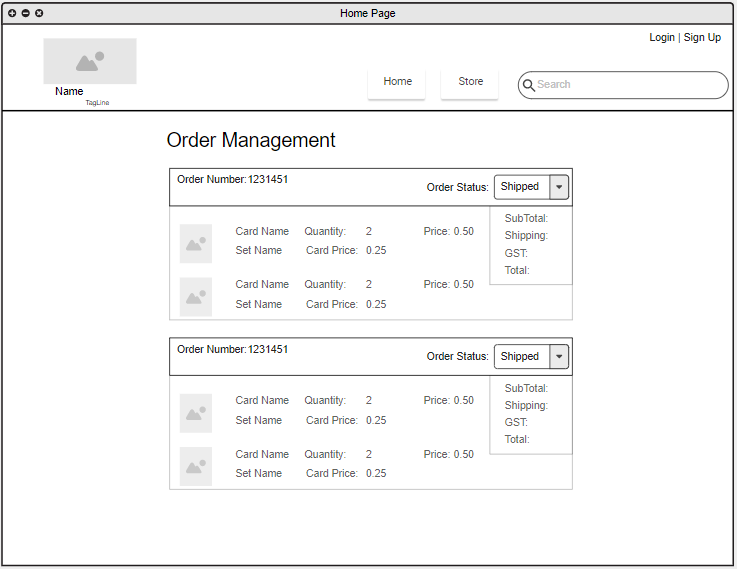 Home Page
Login | Sign Up
Name
TagLine
Home
Store
Search
Order Management
Order Number:1231451
Order Status: Shipped
Card Name Quantity: 2 Price: 0.50
Set Name Card Price: 0.25
Card Name Quantity: 2 Price: 0.50
Set Name Card Price: 0.25
SubTotal:
Shipping:
GST:
Total:
Order Number:1231451
Order Status: Shipped
Card Name Quantity: 2 Price: 0.50
Set Name Card Price: 0.25
Card Name Quantity: 2 Price: 0.50
Set Name Card Price: 0.25
SubTotal:
Shipping:
GST:
Total: